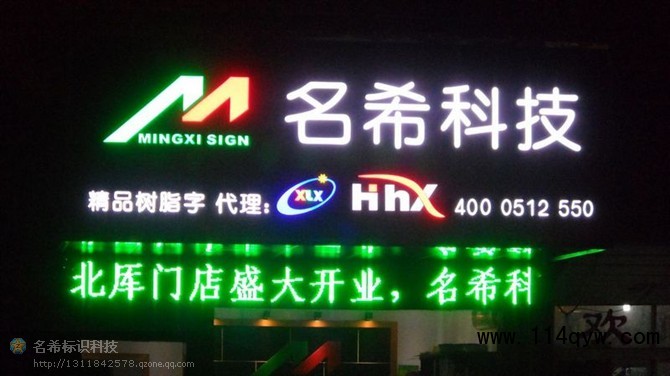 名希科技
MINGXI SIGN
精品树脂字 代理: XLX HhX 400 0512 550
北厍门店盛大开业，名希科
欢
www.114qyw.com
名希标识科技
http://1311842578.qzone.qq.com